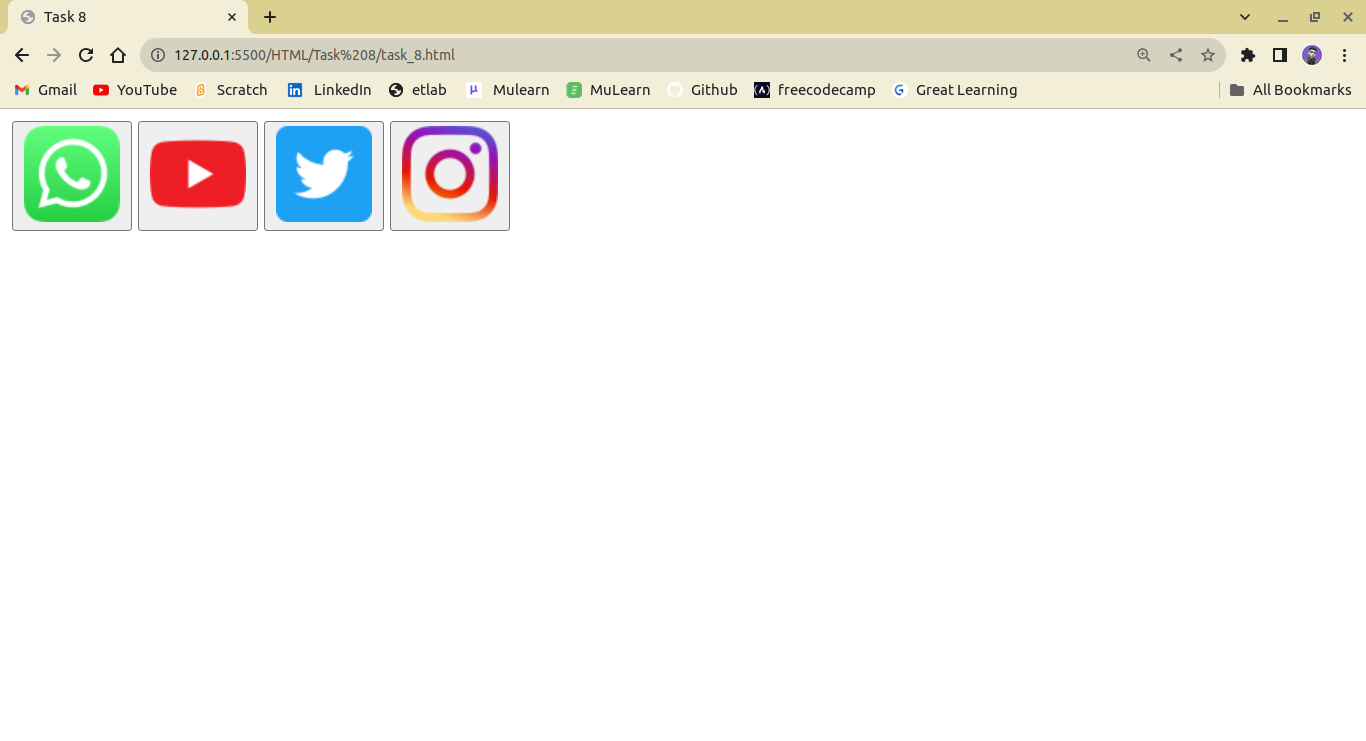 Task 8
127.0.0.1:5500/HTML/Task%208/task_8.html
Gmail YouTube Scratch LinkedIn etlab Mulearn MuLearn Github freecodecamp Great Learning All Bookmarks